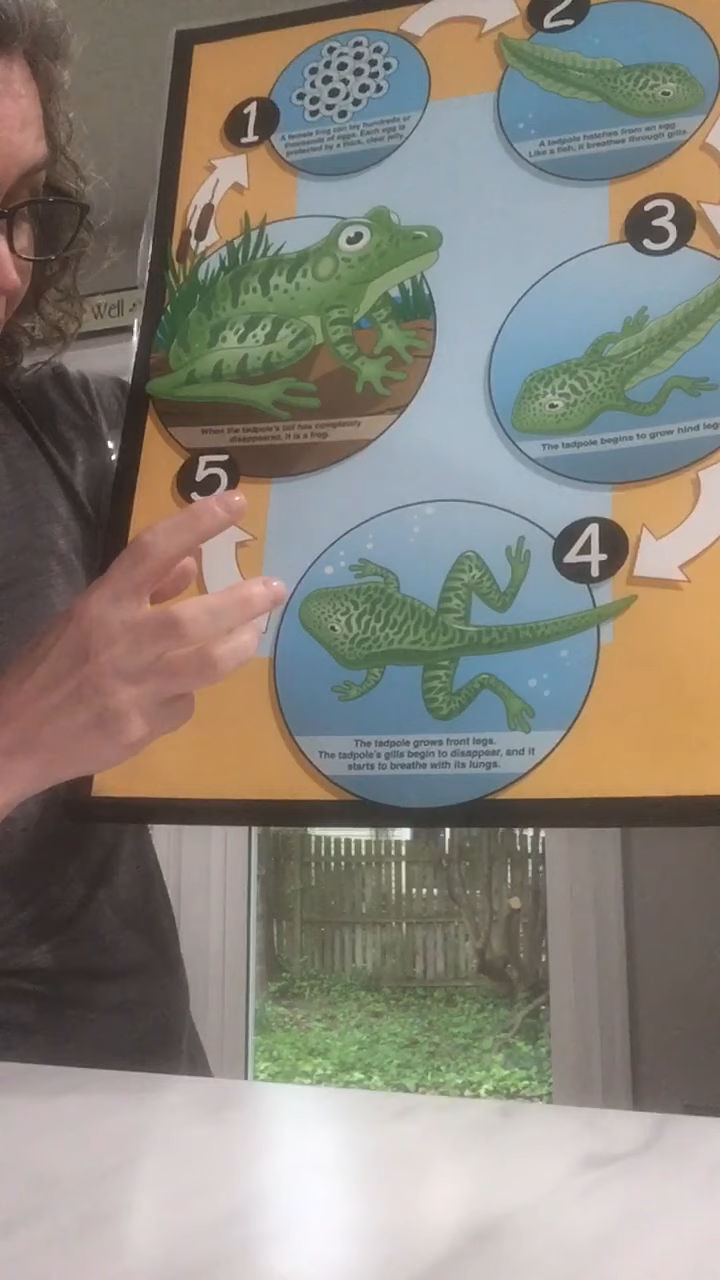 1
A female frog can lay hundreds or
thousands of eggs. Each egg is
protected by a thick, clear jelly.
2
A tadpole hatches from an egg.
Like a fish, it breathes through gills.
3
The tadpole begins to grow hind leg
4
The tadpole grows front legs.
The tadpole's gills begin to disappear, and it
starts to breathe with its lungs.
5
When the tadpole's tail has completely
disappeared, it is a frog.
Well